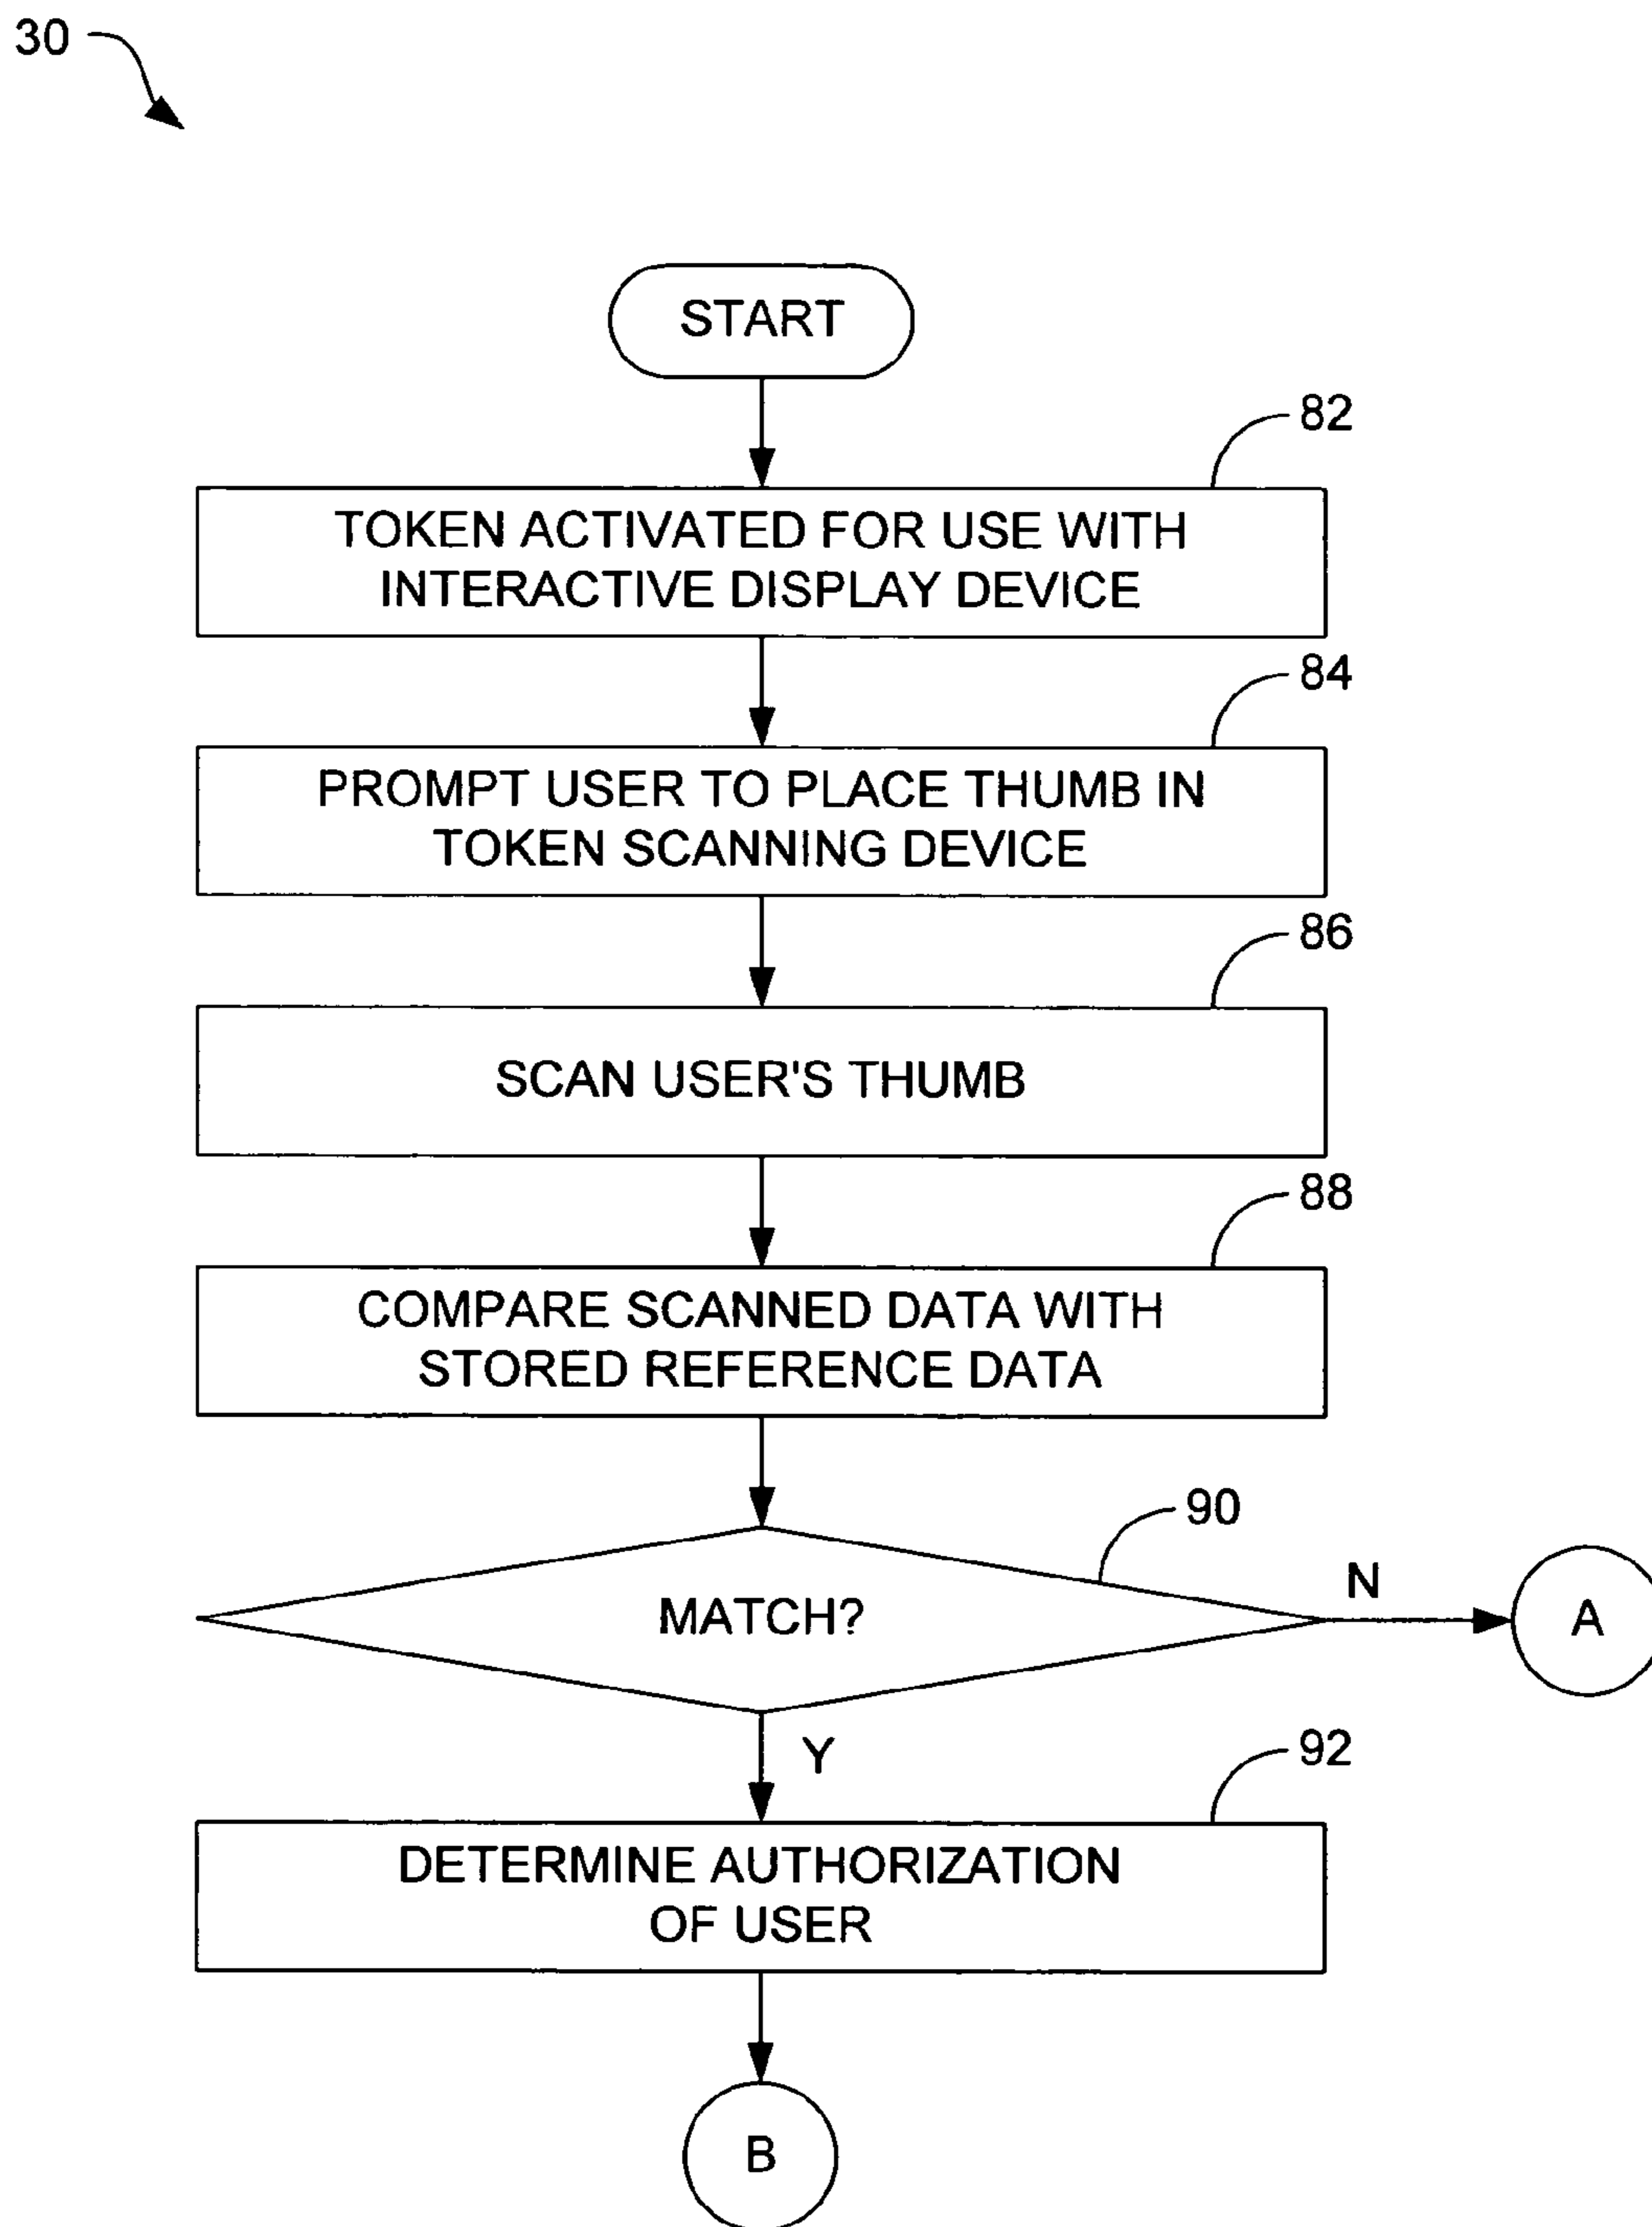 30
START
82
TOKEN ACTIVATED FOR USE WITH
INTERACTIVE DISPLAY DEVICE
84
PROMPT USER TO PLACE THUMB IN
TOKEN SCANNING DEVICE
86
SCAN USER'S THUMB
88
COMPARE SCANNED DATA WITH
STORED REFERENCE DATA
90
MATCH?
N
A
Y
92
DETERMINE AUTHORIZATION
OF USER
B